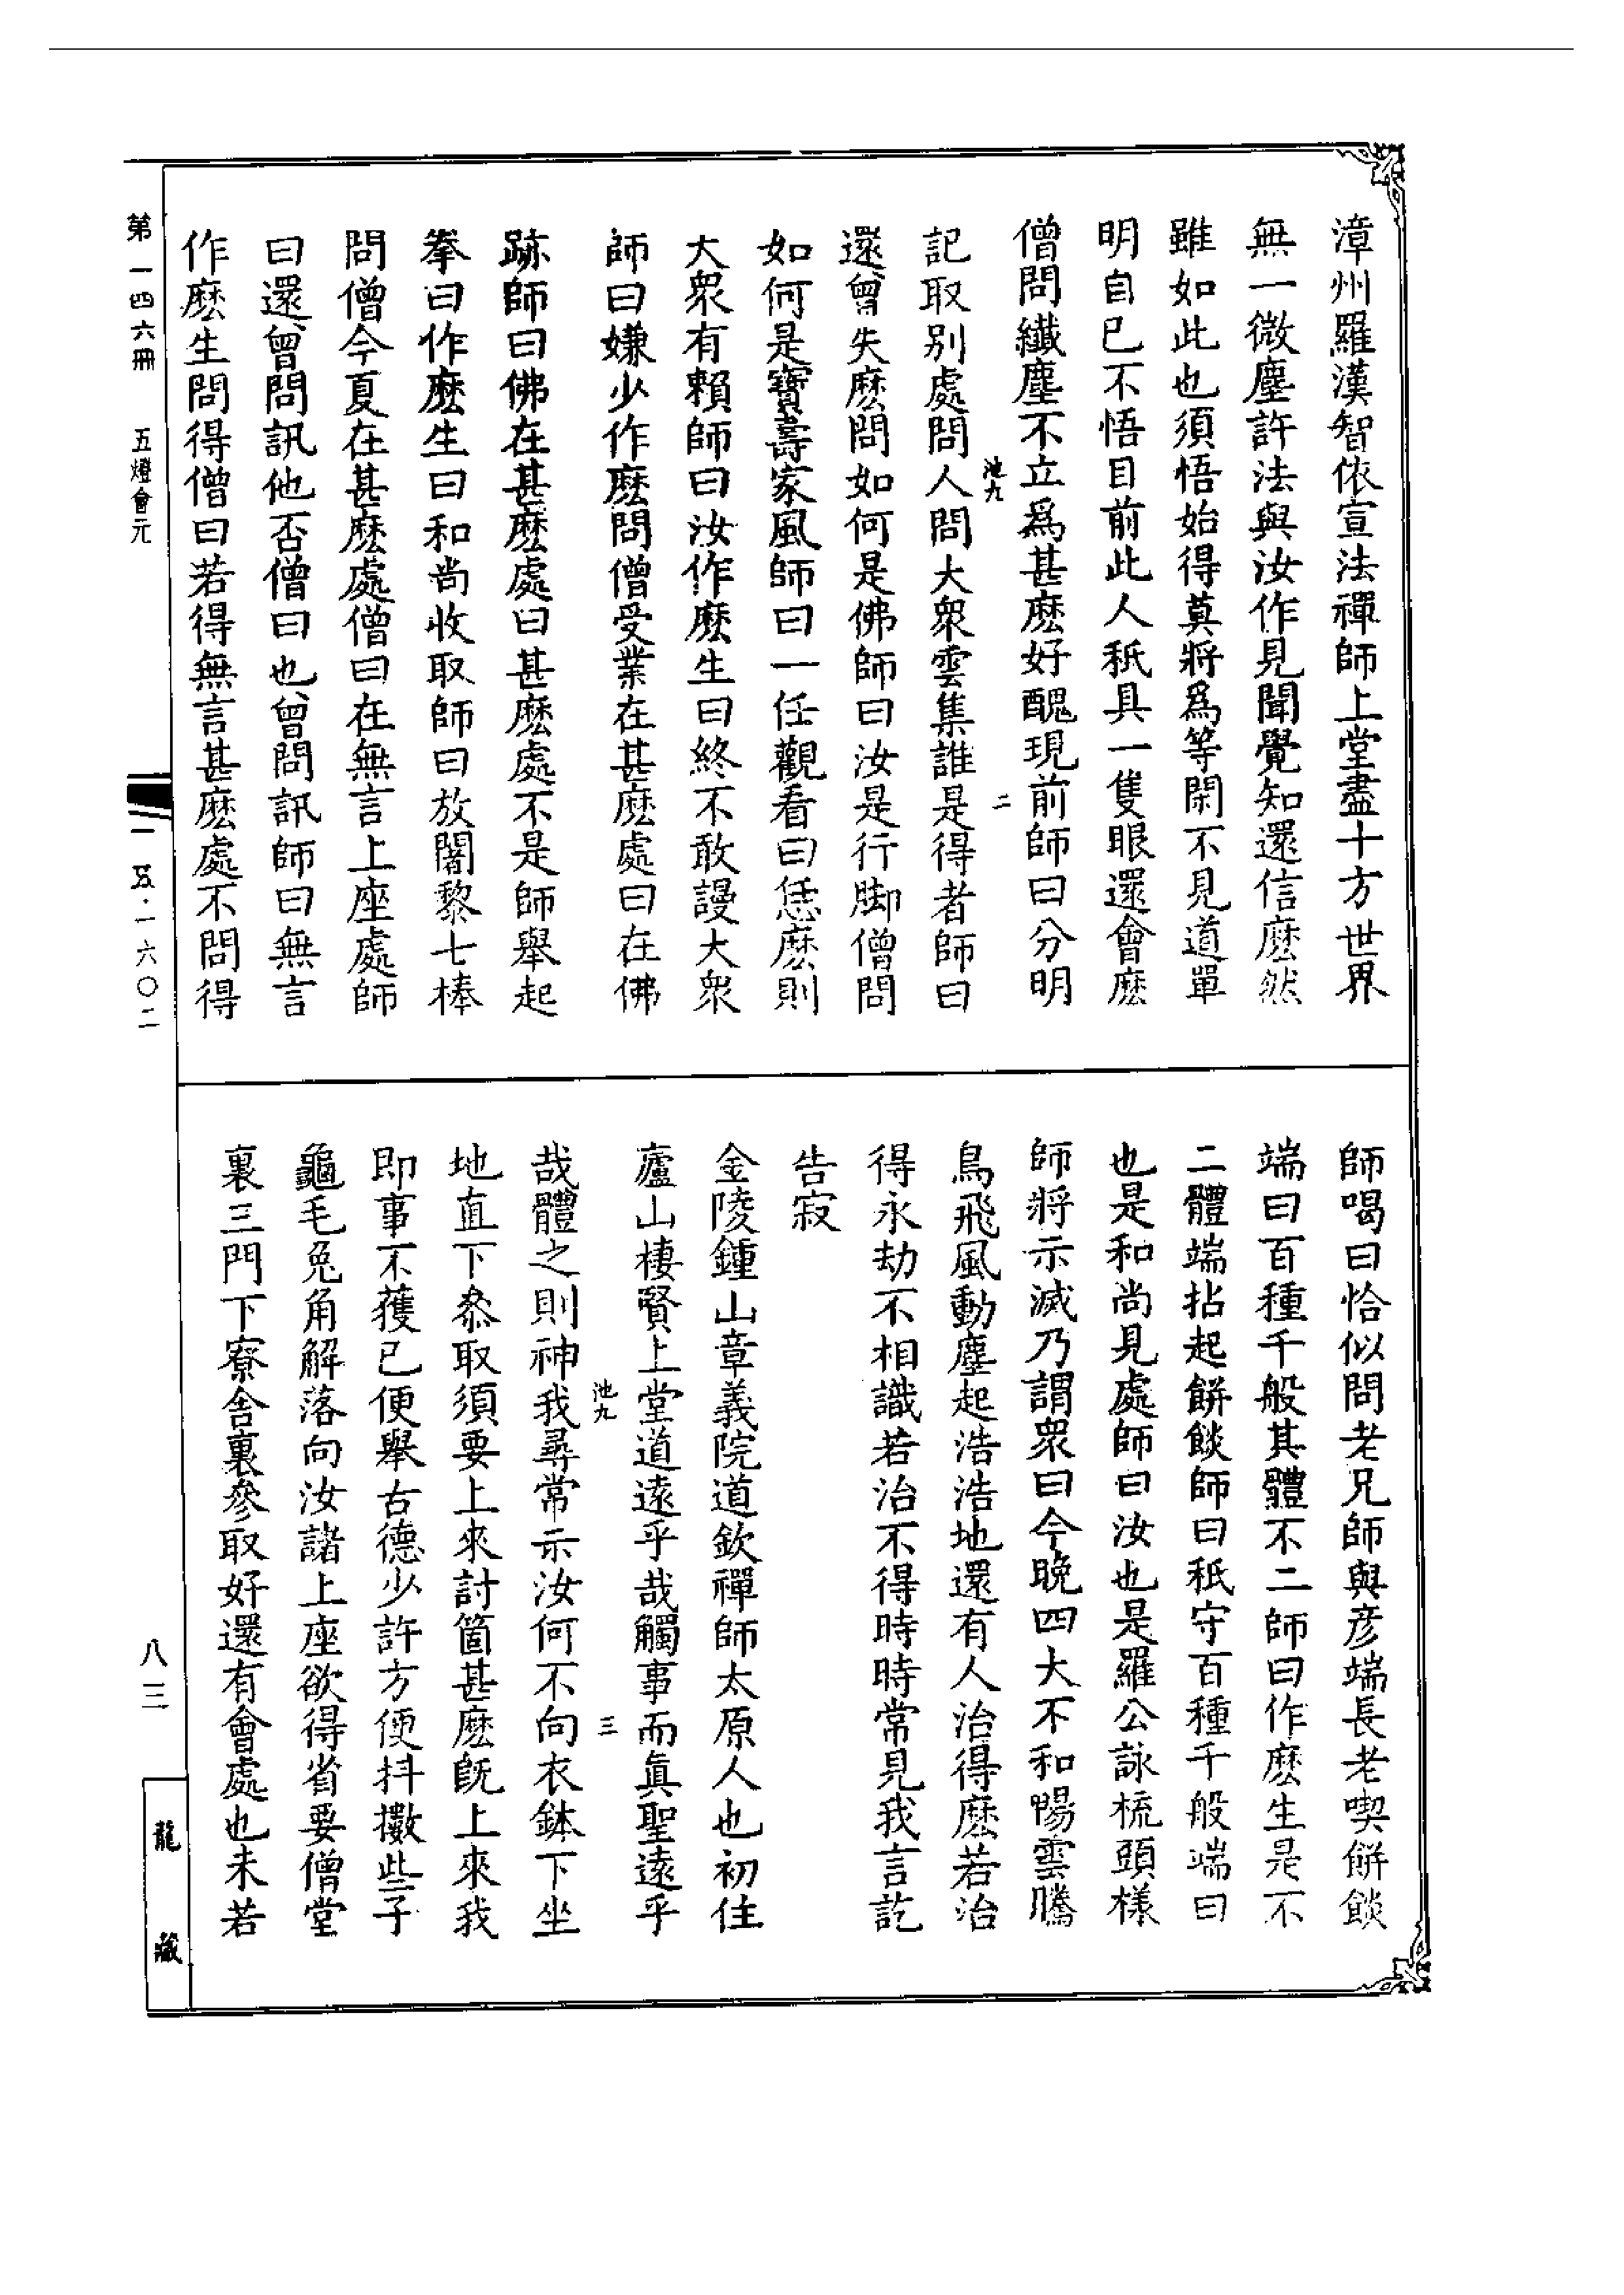 漳州羅漢智依宣法禪師上堂盡十方世界
無一微塵許法與汝作見聞覺知還信麽然
雖如此也須悟始得莫將爲等閑不見道單
明自己不悟目前此人秖具一隻眼還會麽
僧問纖塵不立爲甚麽好醜現前師曰分明
池九 二
記取別處問人問大衆雲集誰是得者師曰
還曾失麽問如何是佛師曰汝是行脚僧問
如何是寶壽家風師曰一任觀看曰恁麽則
大衆有賴師曰汝作麽生曰終不敢謾大衆
師曰嫌少作麽問僧受業在甚麽處曰在佛
跡師曰佛在甚麽處曰甚麽處不是師舉起
拳曰作麽生曰和尚收取師曰放闍黎七棒
問僧今夏在甚麽處僧曰在無言上座處師
曰還曾問訊他否僧曰也曾問訊師曰無言
作麽生問得僧曰若得無言甚麽處不問得
師喝曰恰似問老兄師與彦端長老喫餅餤
端曰百種千般其體不二師曰作麽生是不
二體端拈起餅餤師曰秖守百種千般端曰
也是和尚見處師曰汝也是羅公詠梳頭樣
師將示滅乃謂衆曰今晚四大不和暢雲騰
鳥飛風動塵起浩浩地還有人治得麽若治
得永劫不相識若治不得時時常見我言訖
告寂
金陵鍾山章義院道欽禪師太原人也初住
廬山棲賢上堂道遠乎哉觸事而眞聖遠乎
池九 三
哉體之則神我尋常示汝何不向衣鉢下坐
地直下叅取須要上來討箇甚麽旣上來我
即事不獲已便舉古德少許方便抖擻些子
龜毛兔角解落向汝諸上座欲得省要僧堂
裏三門下寮舍裏參取好還有會處也未若
第一四六冊 五燈會元
一五·一六〇二
八三
龍藏